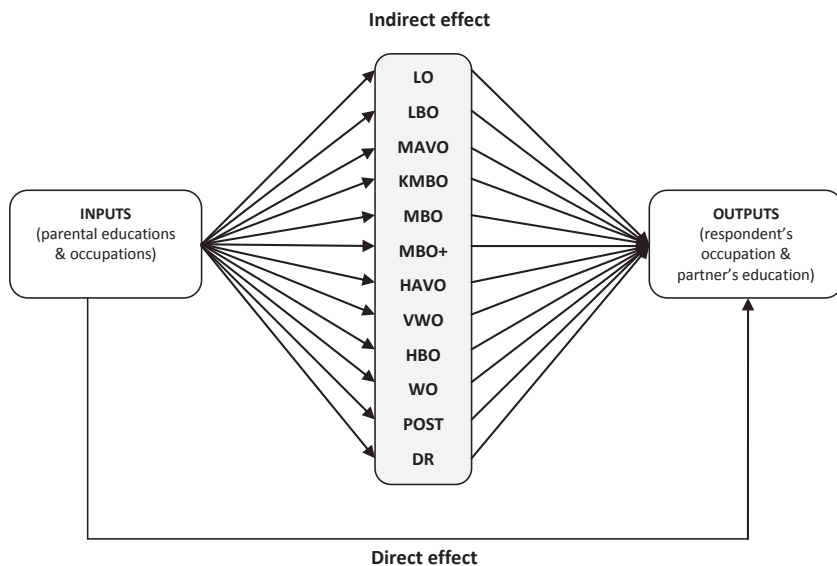 Indirect effect
INPUTS
(parental educations
& occupations)
LO
LBO
MAVO
KMBO
MBO
MBO+
HAVO
VWO
HBO
WO
POST
DR
OUTPUTS
(respondent's
occupation &
partner's education)
Direct effect